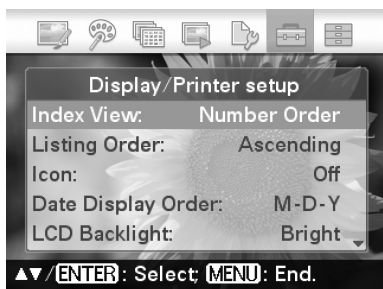 Display/Printer setup
Index View: Number Order
Listing Order: Ascending
Icon: Off
Date Display Order: M-D-Y
LCD Backlight: Bright
▲▼/ENTER: Select; MENU: End.